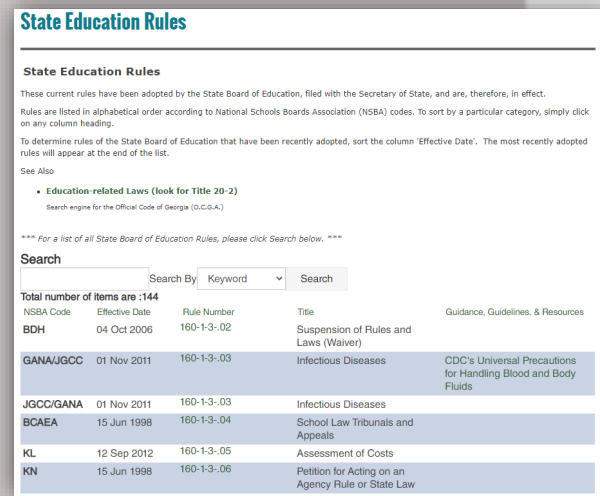 State Education Rules
State Education Rules
These current rules have been adopted by the State Board of Education, filed with the Secretary of State, and are, therefore, in effect.
Rules are listed in alphabetical order according to National Schools Boards Association (NSBA) codes. To sort by a particular category, simply click
on any column heading.
To determine rules of the State Board of Education that have been recently adopted, sort the column 'Effective Date'. The most recently adopted
rules will appear at the end of the list.
See Also
• Education-related Laws (look for Title 20-2)
Search engine for the Official Code of Georgia (O.C.G.A.)
*** For a list of all State Board of Education Rules, please click Search below. ***
Search
Search By Keyword Search
Total number of items are :144
NSBA Code Effective Date Rule Number Title Guidance, Guidelines, & Resources
BDH 04 Oct 2006 160-1-3-.02 Suspension of Rules and
Laws (Waiver)
GANA/JGCC 01 Nov 2011 160-1-3-.03 Infectious Diseases CDC's Universal Precautions
for Handling Blood and Body
Fluids
JGCC/GANA 01 Nov 2011 160-1-3-.03 Infectious Diseases
BCAEA 15 Jun 1998 160-1-3-.04 School Law Tribunals and
Appeals
KL 12 Sep 2012 160-1-3-.05 Assessment of Costs
KN 15 Jun 1998 160-1-3-.06 Petition for Acting on an
Agency Rule or State Law